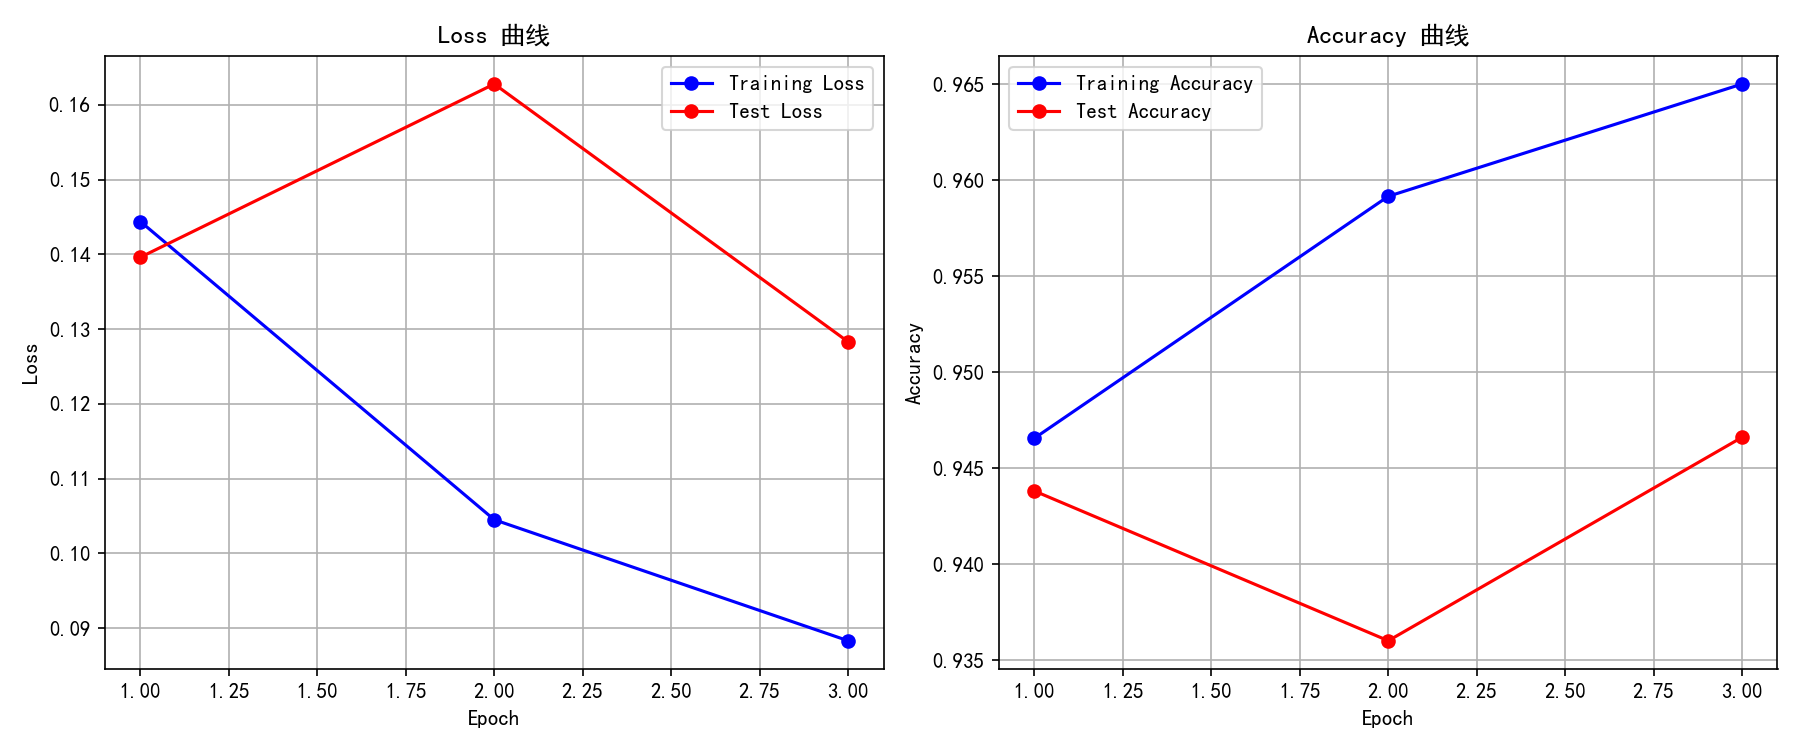 Loss 曲线
Training Loss
Test Loss
0.16
0.15
0.14
0.13
0.12
0.11
0.10
0.09
Loss
1.00 1.25 1.50 1.75 2.00 2.25 2.50 2.75 3.00
Epoch
Accuracy 曲线
Training Accuracy
Test Accuracy
0.965
0.960
0.955
0.950
0.945
0.940
0.935
Accuracy
1.00 1.25 1.50 1.75 2.00 2.25 2.50 2.75 3.00
Epoch